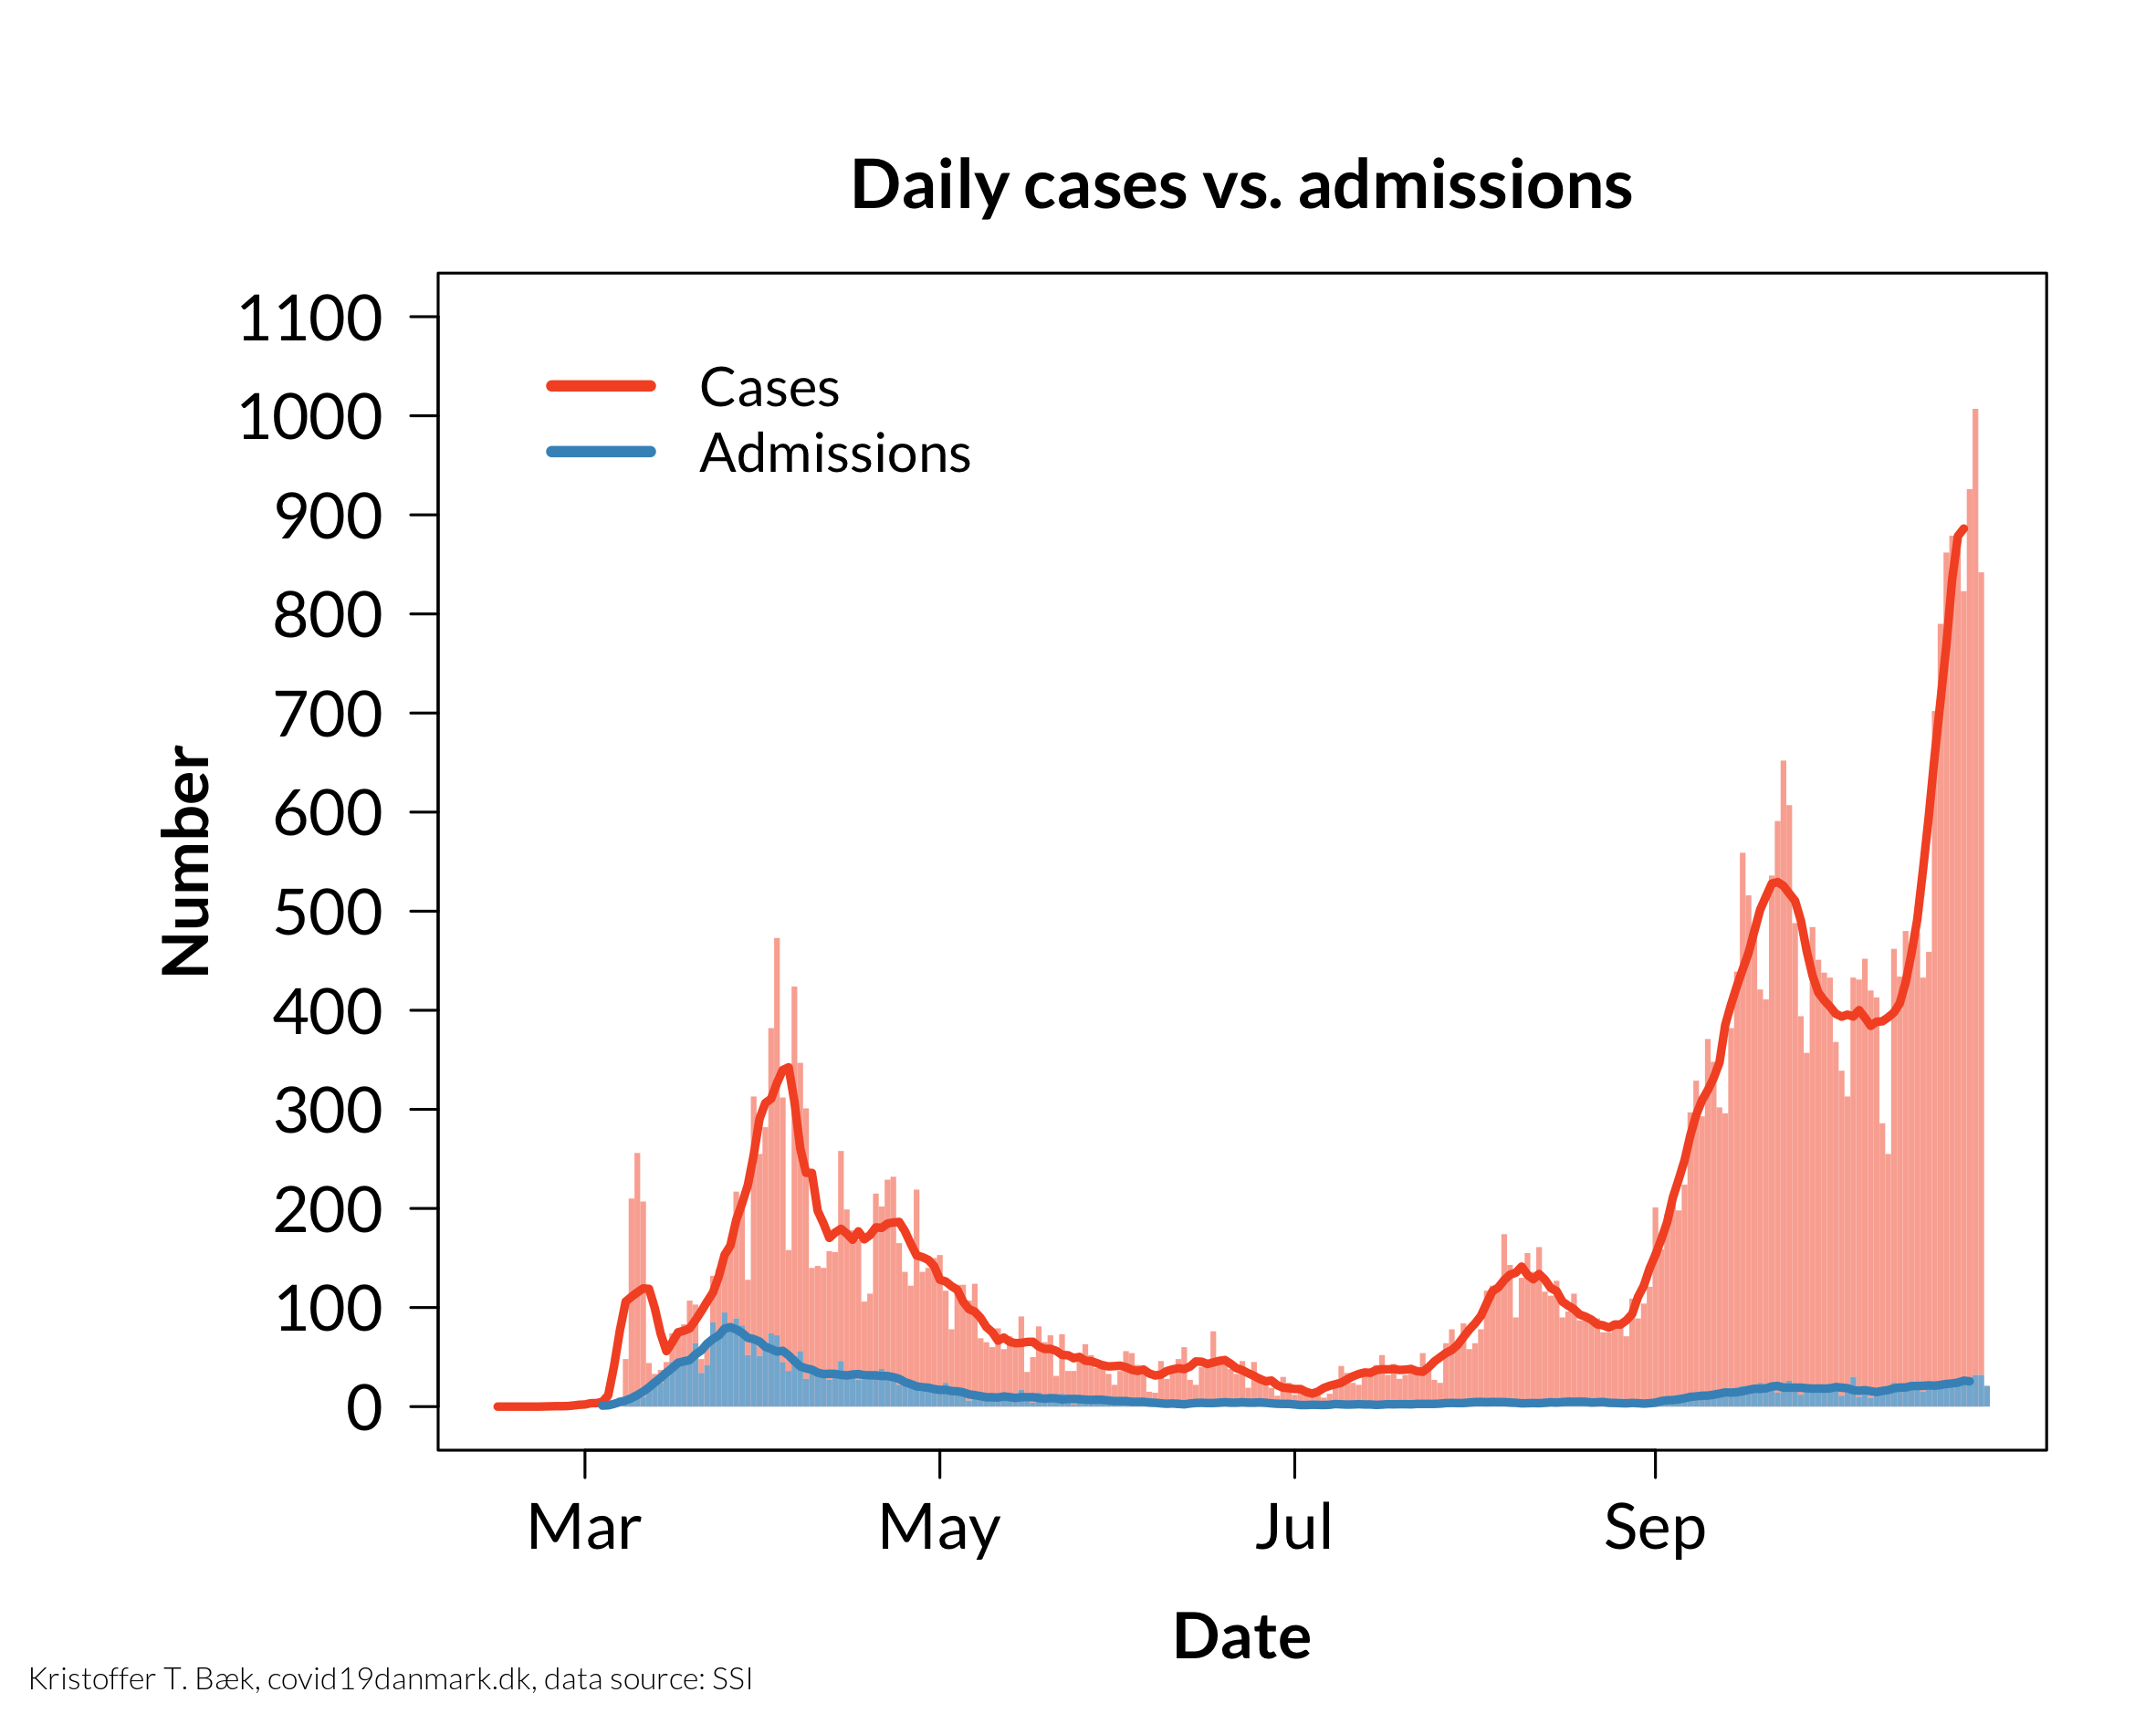 Daily cases vs. admissions
Cases
Admissions
1100
1000
900
800
700
600
500
400
300
200
100
0
Number
Mar May Jul Sep
Date
Kristoffer T. Bæk, covid19danmark.dk, data source: SSI